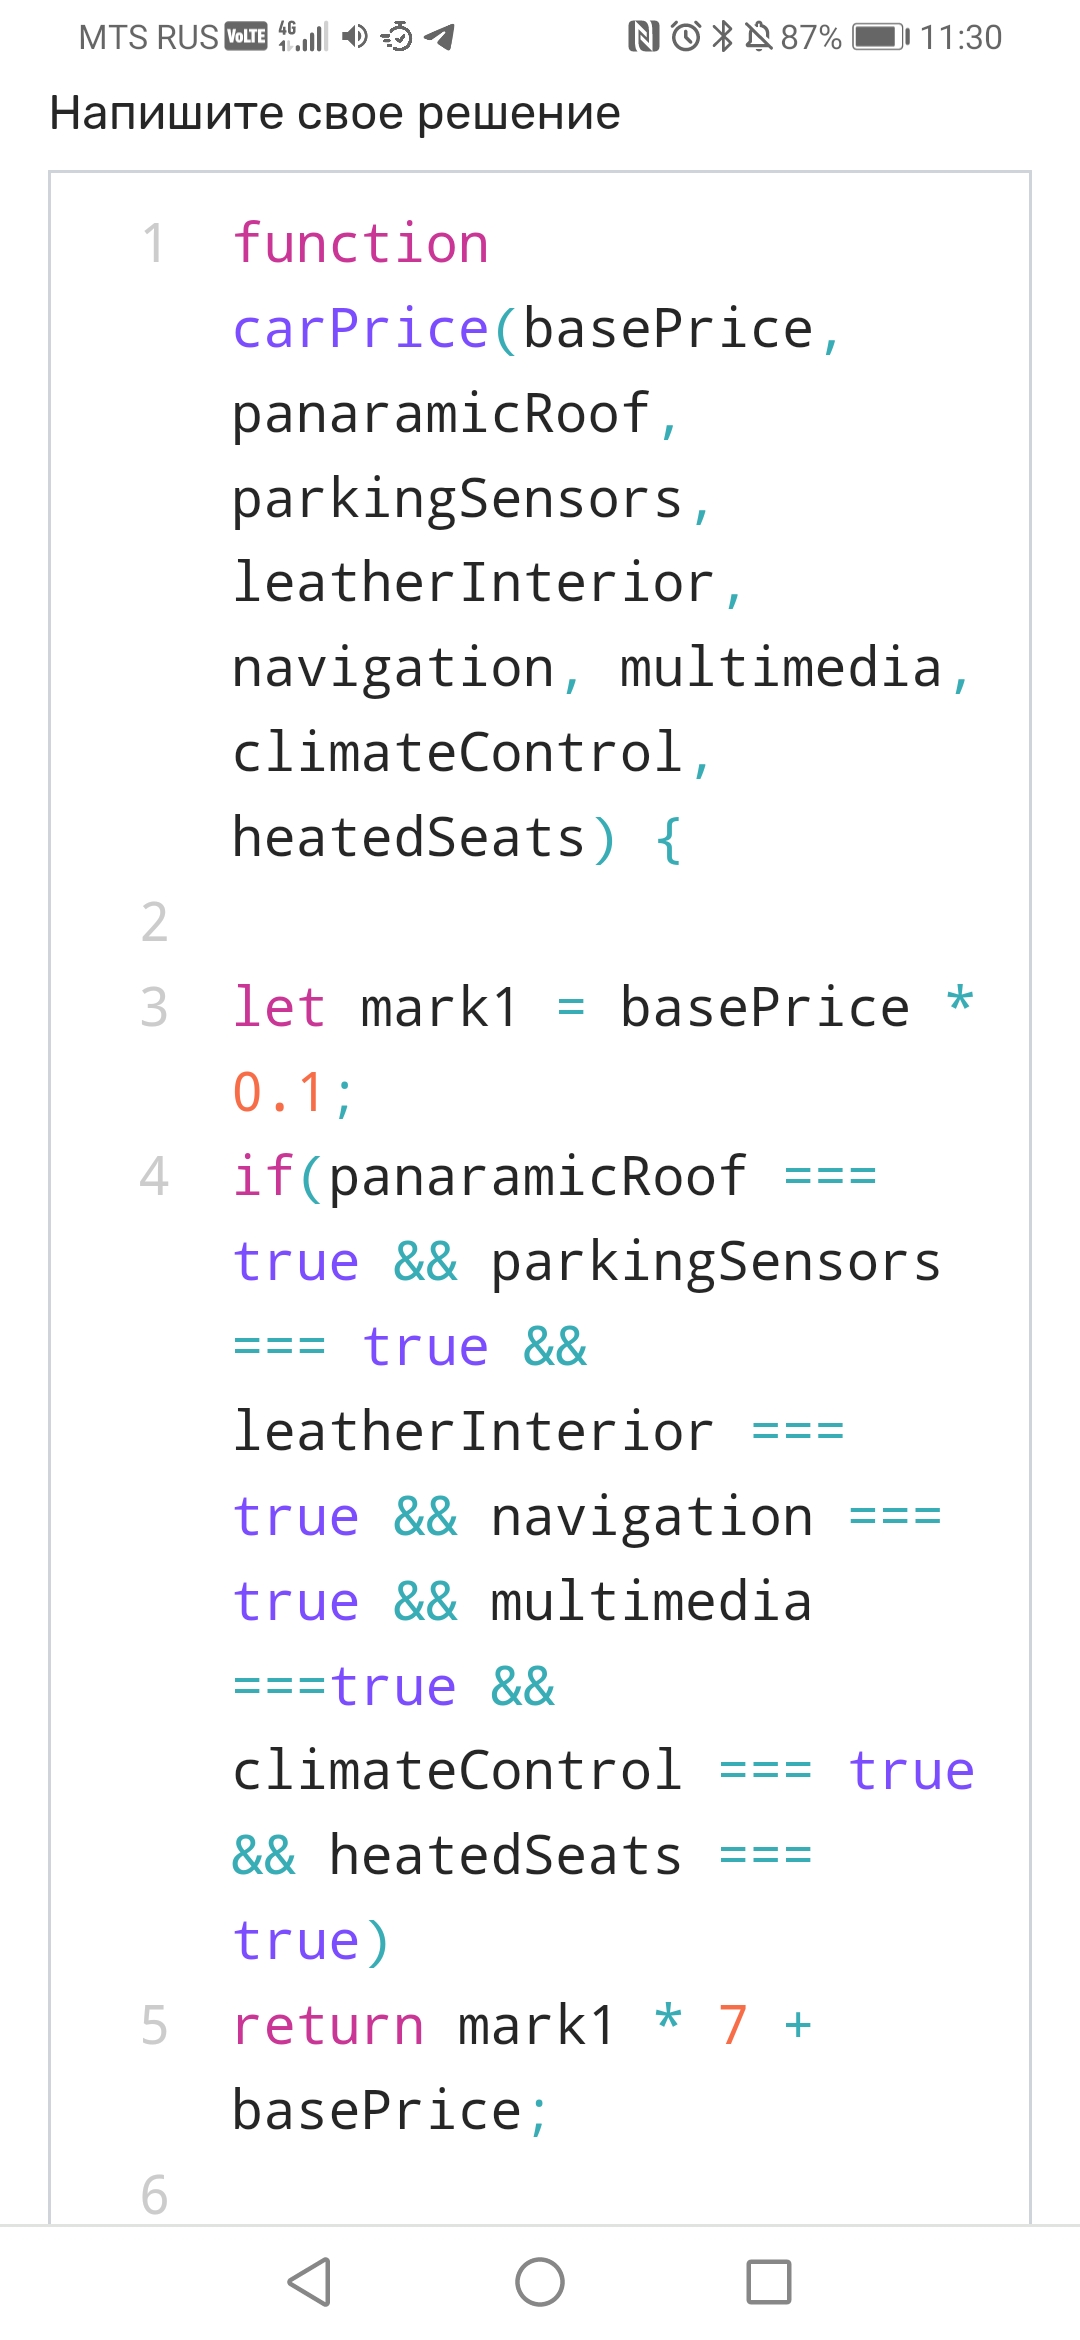 MTS RUS VoLTE 4G 87% 11:30
Напишите свое решение
1 function
carPrice(basePrice,
panaramicRoof,
parkingSensors,
leatherInterior,
navigation, multimedia,
climateControl,
heatedSeats) {
2
3 let mark1 = basePrice *
0.1;
4 if(panaramicRoof ===
true && parkingSensors
=== true &&
leatherInterior ===
true && navigation ===
true && multimedia
===true &&
climateControl === true
&& heatedSeats ===
true)
5 return mark1 * 7 +
basePrice;
6